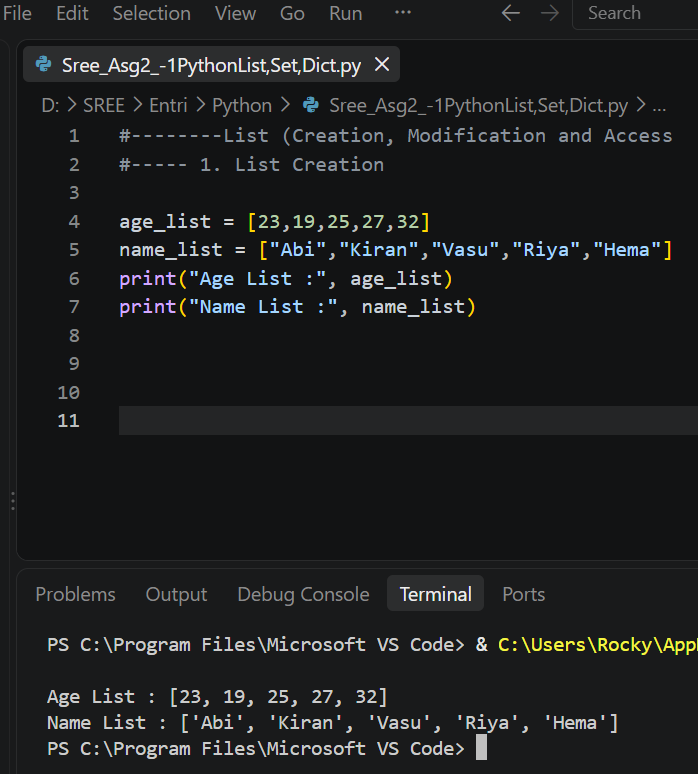 File Edit Selection View Go Run ··· ← → Search
Sree_Asg2_-1PythonList,Set,Dict.py ×
D: > SREE > Entri > Python > Sree_Asg2_-1PythonList,Set,Dict.py > ...
1 #--------List (Creation, Modification and Access
2 #----- 1. List Creation
3
4 age_list = [23,19,25,27,32]
5 name_list = ["Abi","Kiran","Vasu","Riya","Hema"]
6 print("Age List :", age_list)
7 print("Name List :", name_list)
8
9
10
11
Problems Output Debug Console Terminal Ports
PS C:\Program Files\Microsoft VS Code> & C:\Users\Rocky\App
Age List : [23, 19, 25, 27, 32]
Name List : ['Abi', 'Kiran', 'Vasu', 'Riya', 'Hema']
PS C:\Program Files\Microsoft VS Code>